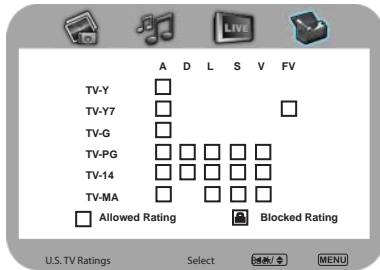 LIVE
A D L S V FV
TV-Y
TV-Y7
TV-G
TV-PG
TV-14
TV-MA
Allowed Rating Blocked Rating
U.S. TV Ratings Select MENU